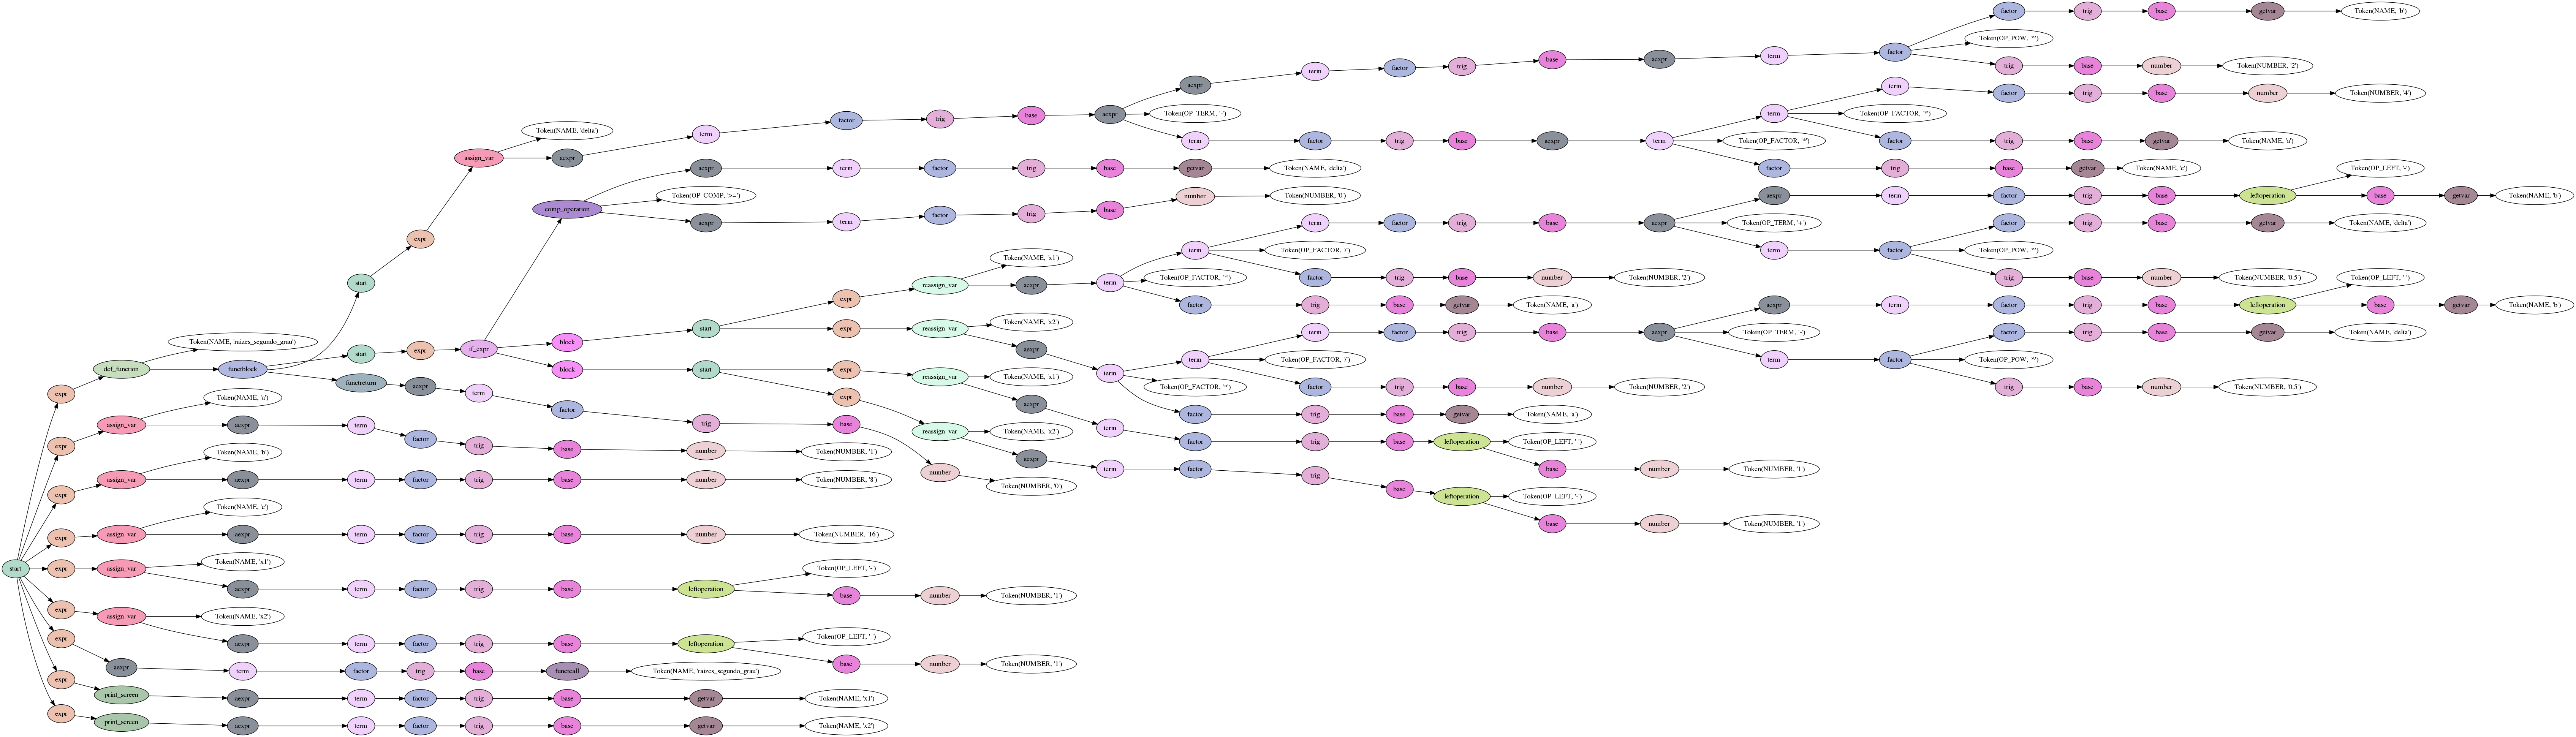 factor trig base getvar Token(NAME, 'b')
Token(OP_POW, '^')
aexpr term factor trig base aexpr term factor trig base number Token(NUMBER, '2')
term factor trig base number Token(NUMBER, '4')
term factor trig base aexpr Token(OP_TERM, '-') term Token(OP_FACTOR, '*')
Token(NAME, 'delta')
term factor trig base aexpr term Token(OP_FACTOR, '*') factor trig base getvar Token(NAME, 'a')
assign_var aexpr
aexpr term factor trig base getvar Token(NAME, 'delta') factor trig base getvar Token(NAME, 'c') Token(OP_LEFT, '-')
Token(OP_COMP, '>=') number Token(NUMBER, '0') aexpr term factor trig base leftoperation base getvar Token(NAME, 'b')
comp_operation
aexpr term factor trig base term factor trig base aexpr Token(OP_TERM, '+') factor trig base getvar Token(NAME, 'delta')
expr
term Token(OP_FACTOR, '/') term factor Token(OP_POW, '^')
Token(NAME, 'x1')
start reassign_var aexpr term Token(OP_FACTOR, '*') factor trig base number Token(NUMBER, '2') trig base number Token(NUMBER, '0.5') Token(OP_LEFT, '-')
expr factor trig base getvar Token(NAME, 'a') aexpr term factor trig base leftoperation base getvar Token(NAME, 'b')
Token(NAME, 'x2')
start expr reassign_var term factor trig base aexpr Token(OP_TERM, '-') factor trig base getvar Token(NAME, 'delta')
Token(NAME, 'raizes_segundo_grau')
block
start expr if_expr aexpr term Token(OP_FACTOR, '/') term factor Token(OP_POW, '^')
def_function functblock block start expr reassign_var Token(NAME, 'x1') term
functreturn aexpr Token(OP_FACTOR, '*') factor trig base number Token(NUMBER, '2') trig base number Token(NUMBER, '0.5')
expr term expr
Token(NAME, 'a') factor aexpr factor trig base getvar Token(NAME, 'a')
assign_var aexpr term trig base reassign_var Token(NAME, 'x2') term
expr factor trig base number Token(NUMBER, '1') factor trig base leftoperation Token(OP_LEFT, '-')
Token(NAME, 'b') aexpr term factor base number Token(NUMBER, '1')
assign_var aexpr term factor trig base number Token(NUMBER, '8') number Token(NUMBER, '0') trig
expr base leftoperation Token(OP_LEFT, '-')
Token(NAME, 'c') base number Token(NUMBER, '1')
expr assign_var aexpr term factor trig base number Token(NUMBER, '16')
Token(NAME, 'x1')
start expr assign_var Token(OP_LEFT, '-')
aexpr term factor trig base leftoperation base number Token(NUMBER, '1')
expr assign_var Token(NAME, 'x2')
expr aexpr term factor trig base leftoperation Token(OP_LEFT, '-')
base number Token(NUMBER, '1')
aexpr term factor trig base functcall Token(NAME, 'raizes_segundo_grau')
expr print_screen aexpr term factor trig base getvar Token(NAME, 'x1')
expr print_screen aexpr term factor trig base getvar Token(NAME, 'x2')